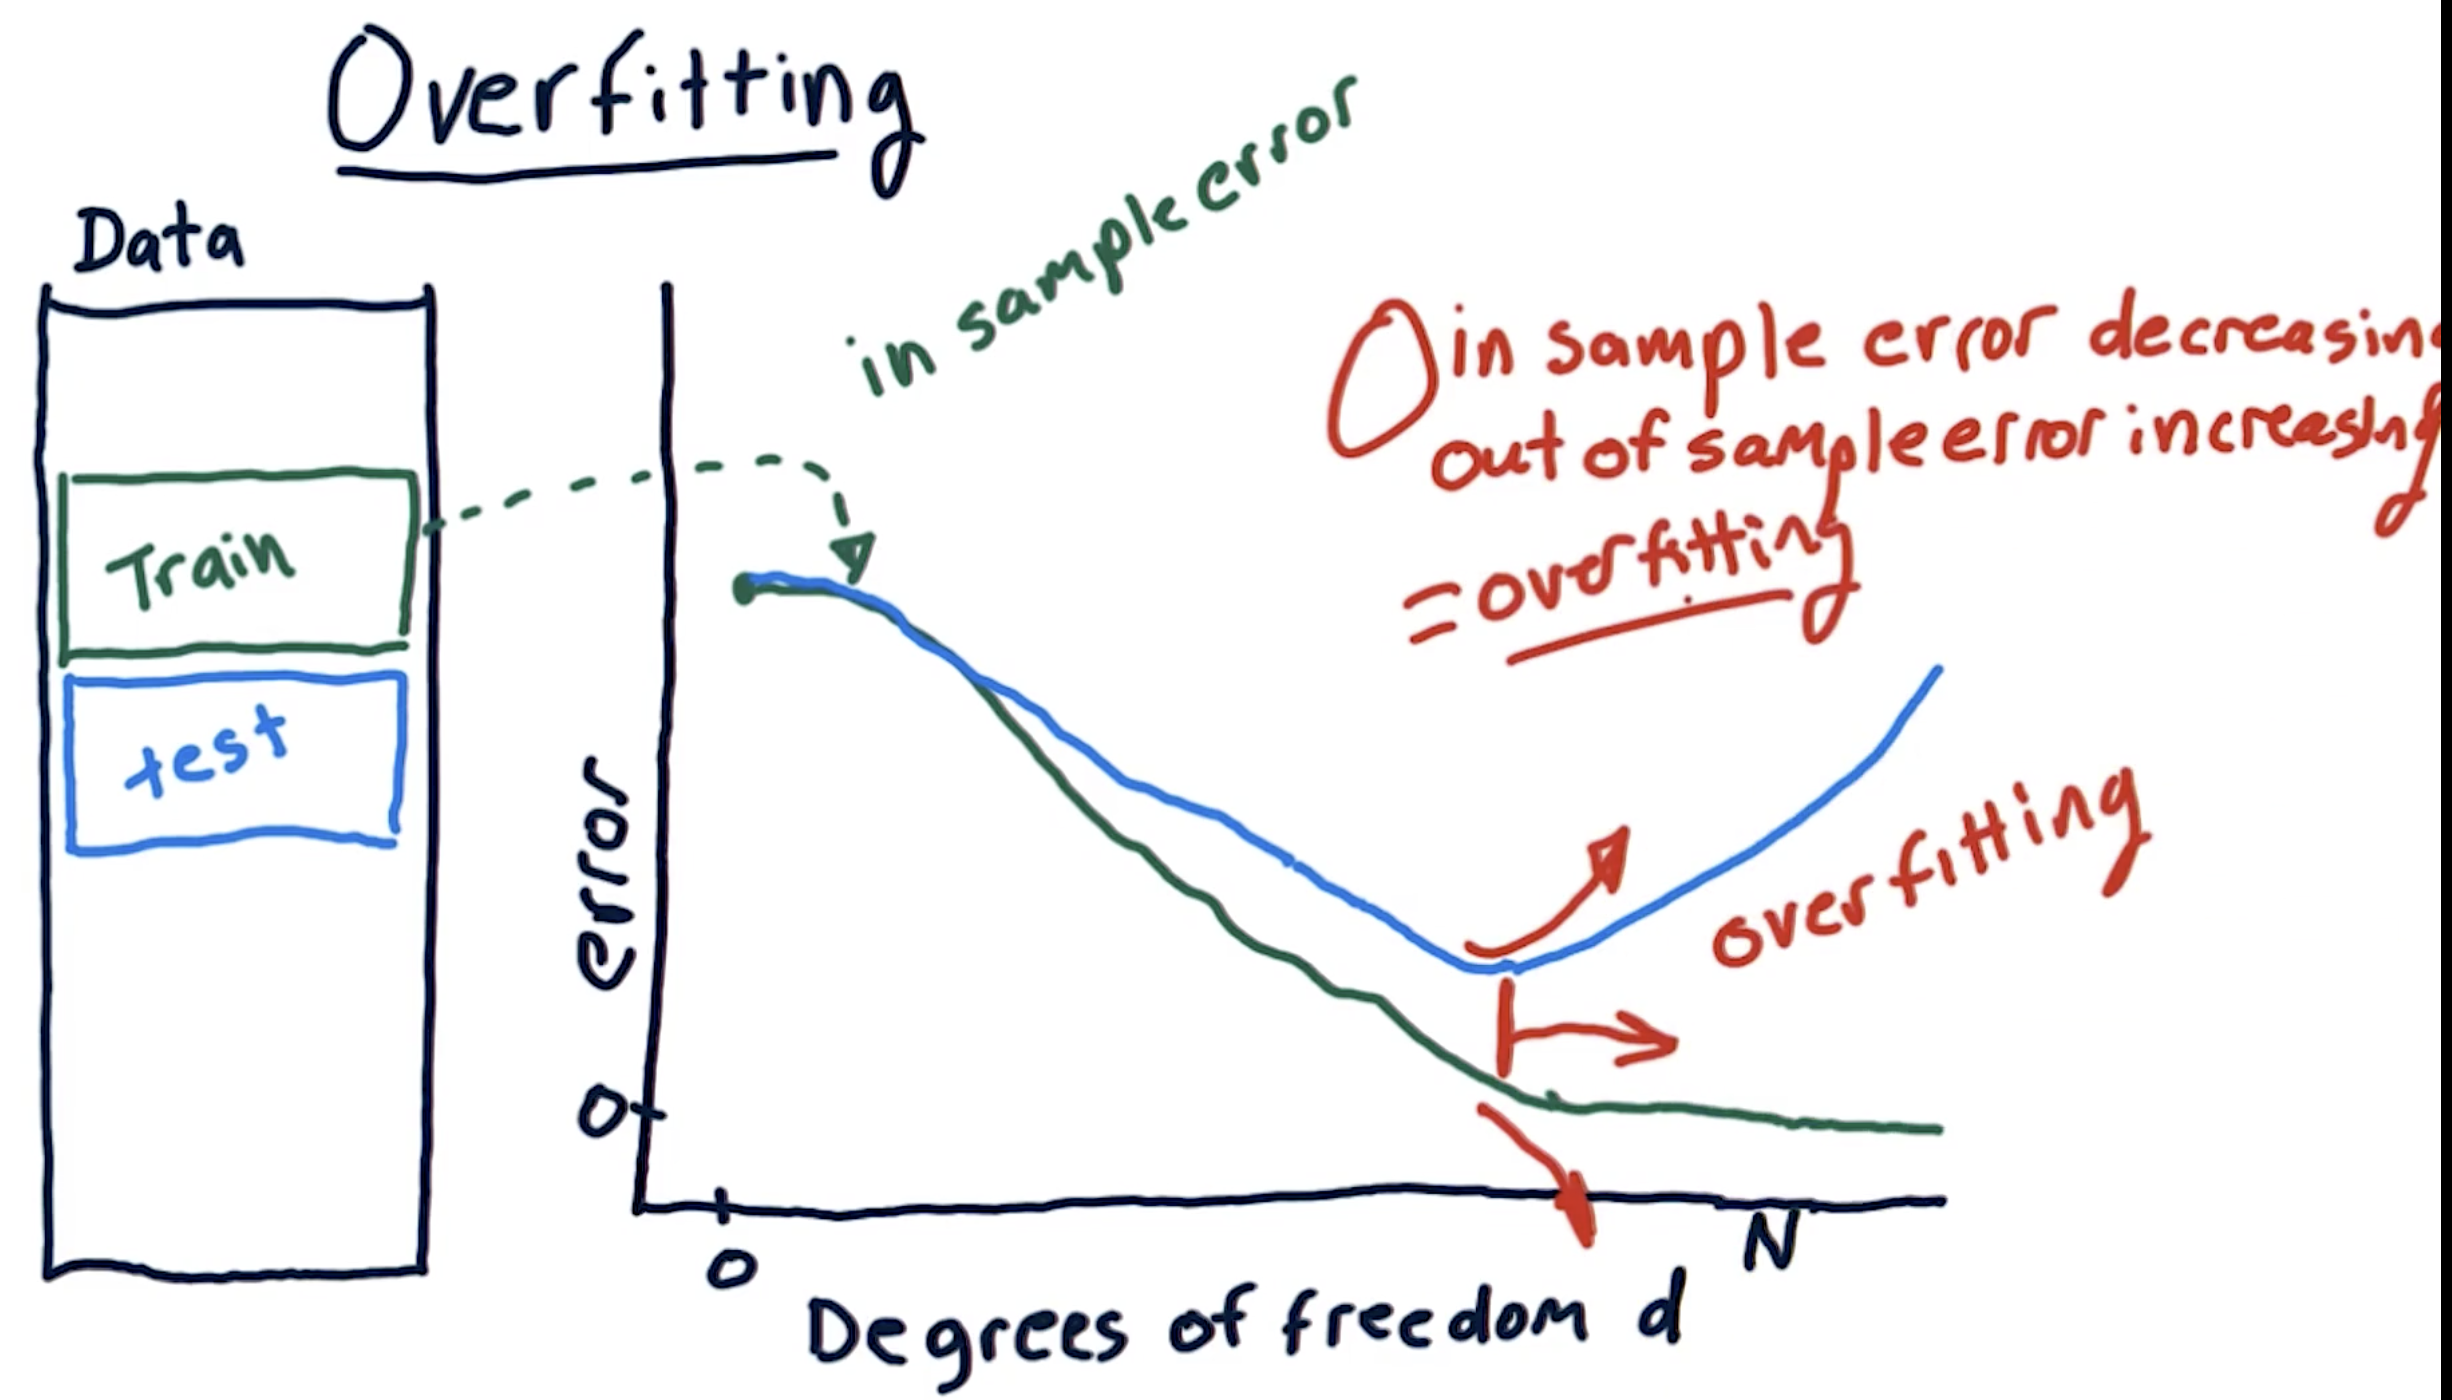 Overfitting
Data
in sample error
in sample error decreasing
out of sample error increasing
= overfitting
Train
test
error
overfitting
0
0
N
Degrees of freedom d